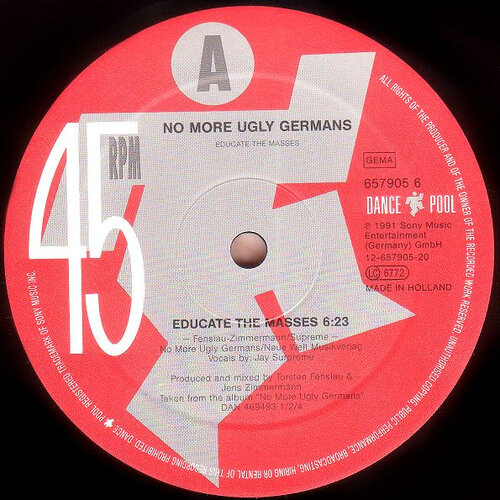 A
NO MORE UGLY GERMANS
EDUCATE THE MASSES
45 RPM
GEMA
657905 6
DANCE POOL
℗ 1991 Sony Music
Entertainment
(Germany) GmbH
12-657905-20
LC 6772
MADE IN HOLLAND
EDUCATE THE MASSES 6:23
— Fenslau-Zimmermann/Supreme —
No More Ugly Germans/Neue Welt Musikverlag
Vocals by: Jay Surpreme
Produced and mixed by Torsten Fenslau &
Jens Zimmermann
Taken from the album "No More Ugly Germans"
DAN 469493 1/2/4
ALL RIGHTS OF THE PRODUCER AND OF THE OWNER OF THE RECORDED WORK RESERVED. UNAUTHORISED COPYING, PUBLIC PERFORMANCE, BROADCASTING, HIRING OR RENTAL OF THIS RECORDING PROHIBITED. DANCE POOL REGISTERED TRADEMARK OF SONY MUSIC INC.